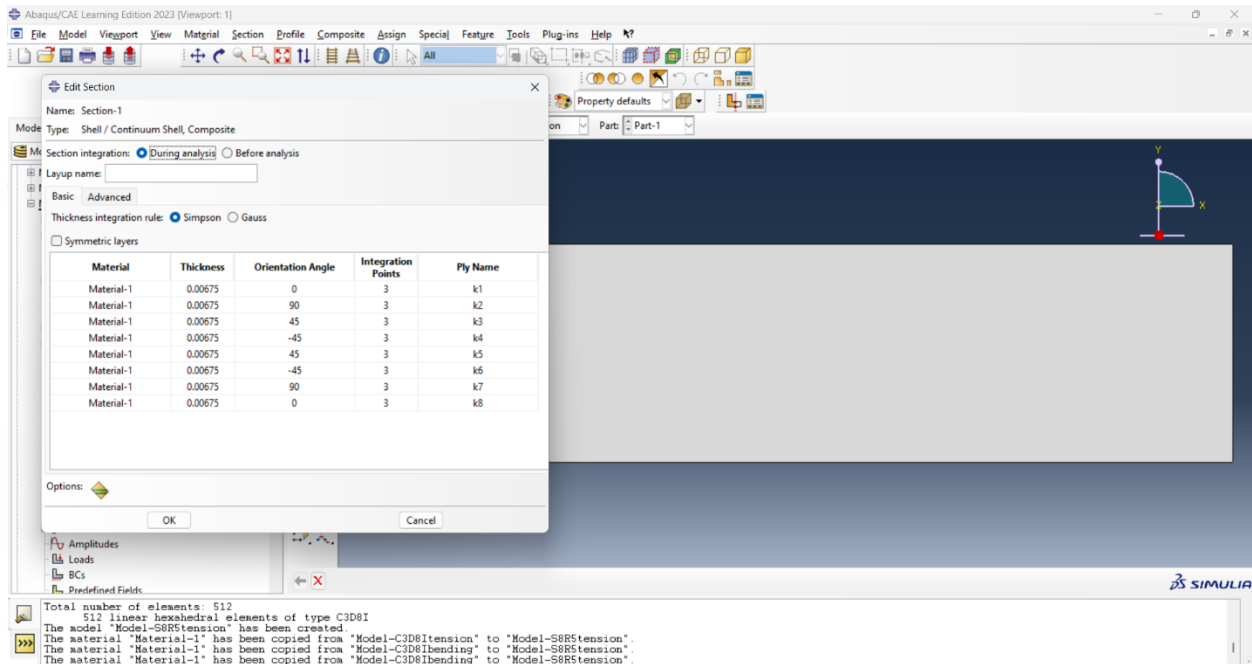 Abaqus/CAE Learning Edition 2023 [Viewport: 1]
File Model Viewport View Material Section Profile Composite Assign Special Feature Tools Plug-ins Help
All
Edit Section
Property defaults
Name: Section-1
Mode Type: Shell / Continuum Shell, Composite on Part: Part-1
Section integration: During analysis Before analysis
Layup name:
Basic Advanced
Thickness integration rule: Simpson Gauss
Symmetric layers
Material Thickness Orientation Angle Integration Points Ply Name
Material-1 0.00675 0 3 k1
Material-1 0.00675 90 3 k2
Material-1 0.00675 45 3 k3
Material-1 0.00675 -45 3 k4
Material-1 0.00675 45 3 k5
Material-1 0.00675 -45 3 k6
Material-1 0.00675 90 3 k7
Material-1 0.00675 0 3 k8
Options:
OK Cancel
Y
Z X
Amplitudes
Loads
BCs
Predefined Fields
SIMULIA
Total number of elements: 512
512 linear hexahedral elements of type C3D8I
The model "Model-S8R5tension" has been created.
The material "Material-1" has been copied from "Model-C3D8Itension" to "Model-S8R5tension".
The material "Material-1" has been copied from "Model-C3D8Ibending" to "Model-S8R5tension".
The material "Material-1" has been copied from "Model-C3D8Ibending" to "Model-S8R5tension".